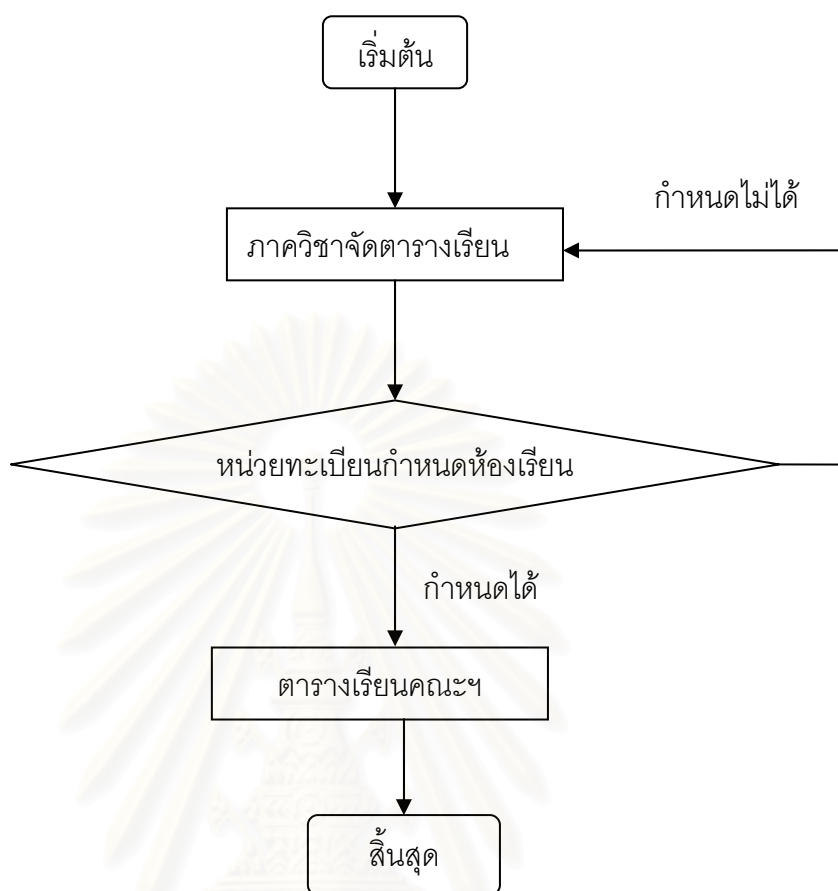 เริ่มต้น
กำหนดไม่ได้
ภาควิชาจัดตารางเรียน
หน่วยทะเบียนกำหนดห้องเรียน
กำหนดได้
ตารางเรียนคณะฯ
สิ้นสุด